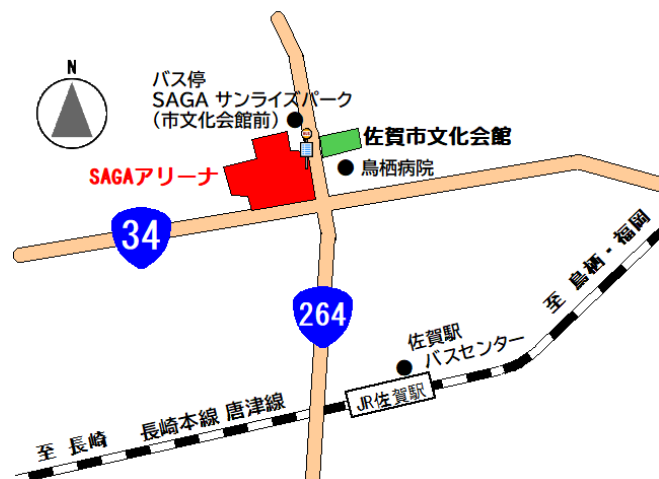 N
バス停
SAGA サンライズパーク
（市文化会館前）
佐賀市文化会館
SAGAアリーナ
鳥栖病院
34
264
至 鳥栖・福岡
佐賀駅
バスセンター
JR佐賀駅
長崎本線 唐津線
至 長崎